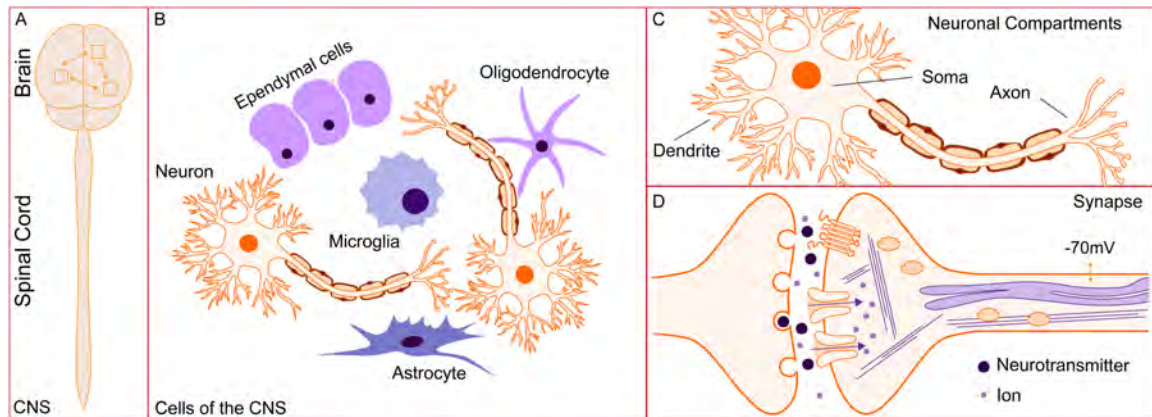 A
Brain
Spinal Cord
CNS
B
Ependymal cells
Oligodendrocyte
Neuron
Microglia
Astrocyte
Cells of the CNS
C
Neuronal Compartments
Soma
Axon
Dendrite
D
Synapse
-70mV
Neurotransmitter
Ion